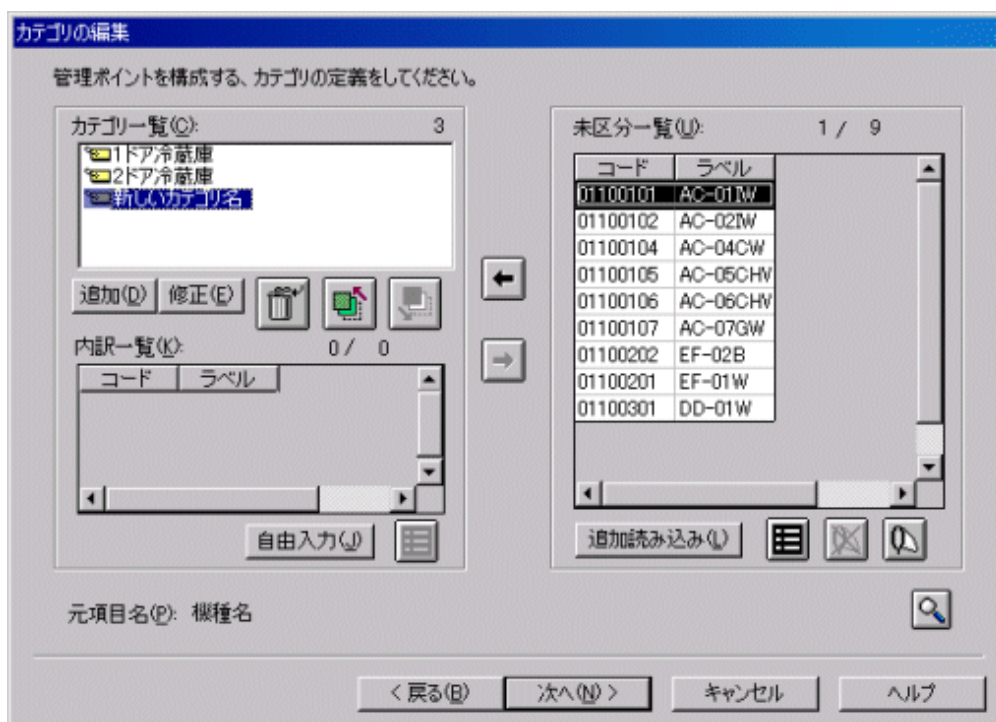 カテゴリの編集
管理ポイントを構成する、カテゴリの定義をしてください。
カテゴリ一覧(C): 3
1ドア冷蔵庫
2ドア冷蔵庫
新しいカテゴリ名
追加(D) 修正(E)
内訳一覧(K): 0/ 0
コード ラベル
自由入力(J)
未区分一覧(U): 1/ 9
コード ラベル
01100101 AC-01IW
01100102 AC-02IW
01100104 AC-04CW
01100105 AC-05CHV
01100106 AC-06CHV
01100107 AC-07GW
01100202 EF-02B
01100201 EF-01W
01100301 DD-01W
追加読み込み(L)
元項目名(P): 機種名
<戻る(B) 次へ(N)> キャンセル ヘルプ